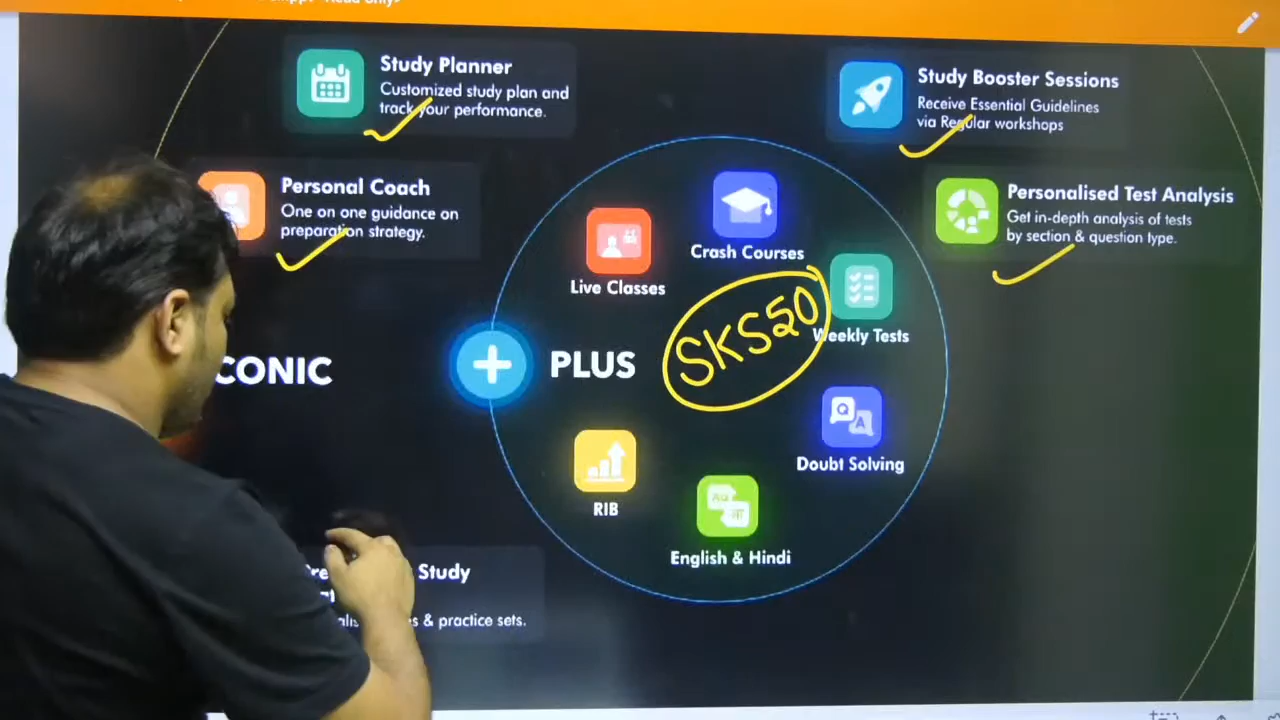 Study Planner
Customized study plan and
track your performance.
Study Booster Sessions
Receive Essential Guidelines
via Regular workshops
Personal Coach
One on one guidance on
preparation strategy.
Personalised Test Analysis
Get in-depth analysis of tests
by section & question type.
Crash Courses
Live Classes
SKS50
Weekly Tests
CONIC
PLUS
Q
A
Doubt Solving
RIB
English & Hindi
Study
& practice sets.